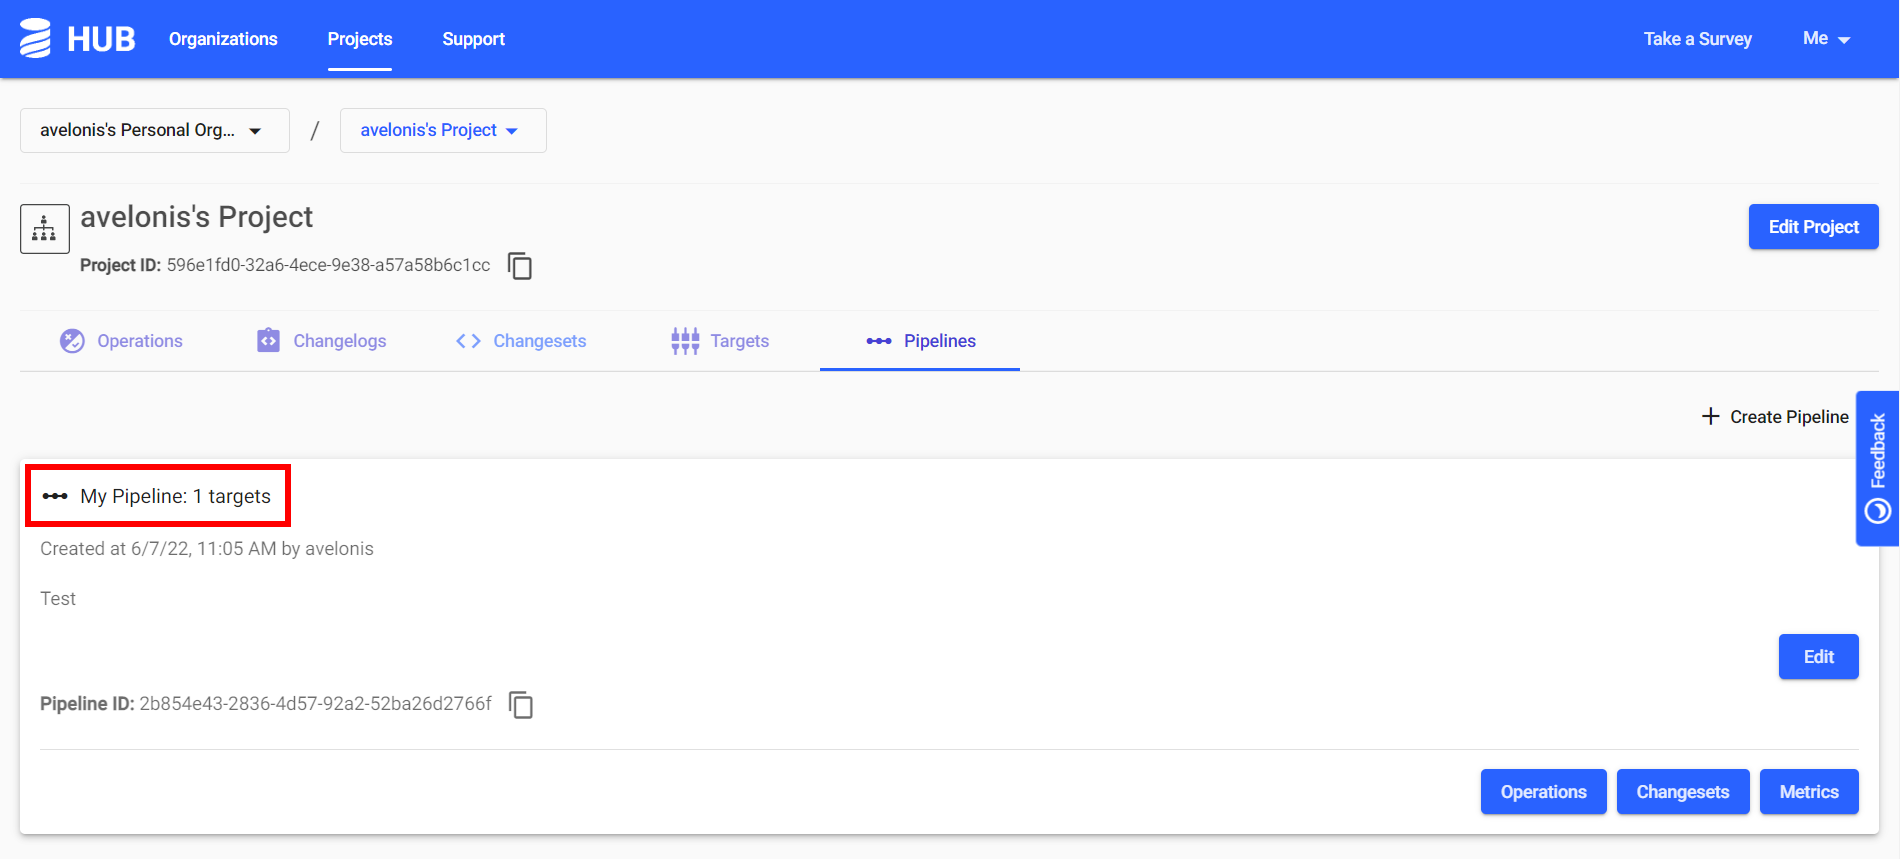 HUB Organizations Projects Support Take a Survey Me
avelonis's Personal Org... / avelonis's Project
avelonis's Project
Edit Project
Project ID: 596e1fd0-32a6-4ece-9e38-a57a58b6c1cc
Operations Changelogs Changesets Targets Pipelines
Create Pipeline
Feedback
My Pipeline: 1 targets
Created at 6/7/22, 11:05 AM by avelonis
Test
Edit
Pipeline ID: 2b854e43-2836-4d57-92a2-52ba26d2766f
Operations Changesets Metrics